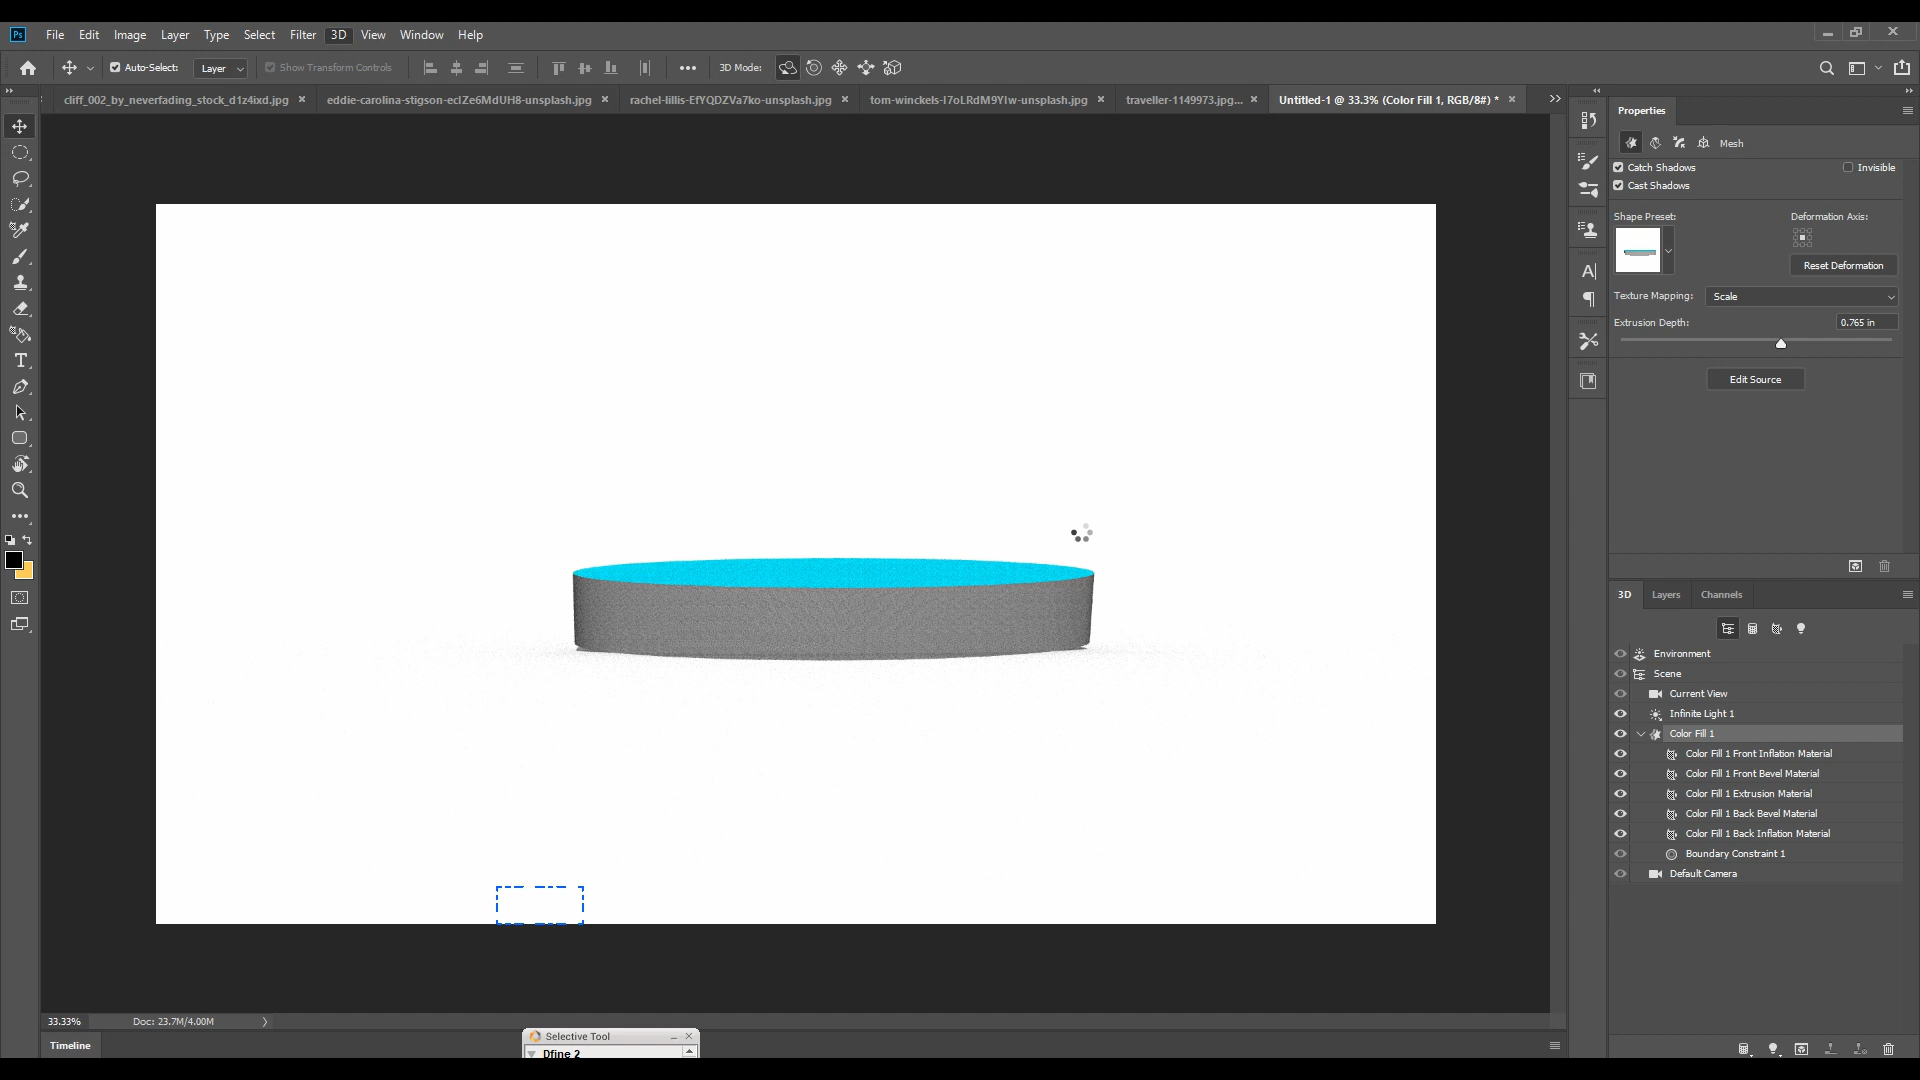 Ps File Edit Image Layer Type Select Filter 3D View Window Help
Auto-Select: Layer Show Transform Controls 3D Mode:
cliff_002_by_neverfading_stock_d1z4ixd.jpg eddie-carolina-stigson-ecIZe6MdUH8-unsplash.jpg rachel-lillis-EfYQDZVa7ko-unsplash.jpg tom-winckels-I7oLRdM9YIw-unsplash.jpg traveller-1149973.jpg... Untitled-1 @ 33.3% (Color Fill 1, RGB/8#) *
Properties
Mesh
Catch Shadows Invisible
Cast Shadows
Shape Preset: Deformation Axis:
Reset Deformation
Texture Mapping: Scale
Extrusion Depth: 0.765 in
Edit Source
3D Layers Channels
Environment
Scene
Current View
Infinite Light 1
Color Fill 1
Color Fill 1 Front Inflation Material
Color Fill 1 Front Bevel Material
Color Fill 1 Extrusion Material
Color Fill 1 Back Bevel Material
Color Fill 1 Back Inflation Material
Boundary Constraint 1
Default Camera
33.33% Doc: 23.7M/4.00M
Timeline
Selective Tool
Dfine 2